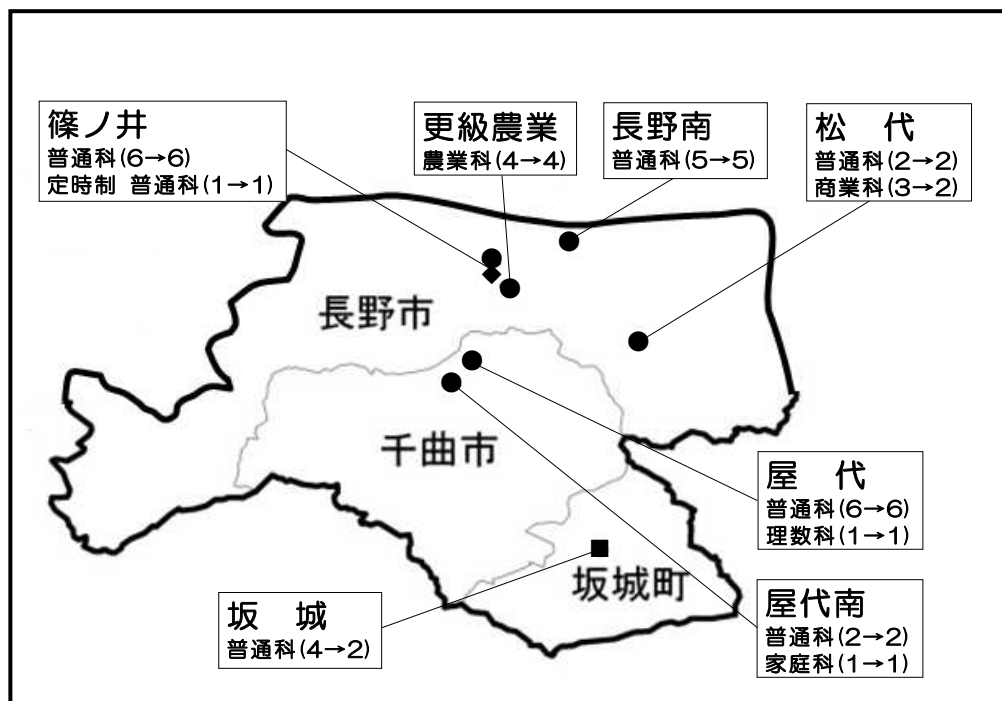 篠ノ井
普通科(6→6)
定時制 普通科(1→1)
更級農業
農業科(4→4)
長野南
普通科(5→5)
松　代
普通科(2→2)
商業科(3→2)
長野市
千曲市
坂城町
屋　代
普通科(6→6)
理数科(1→1)
坂　城
普通科(4→2)
屋代南
普通科(2→2)
家庭科(1→1)